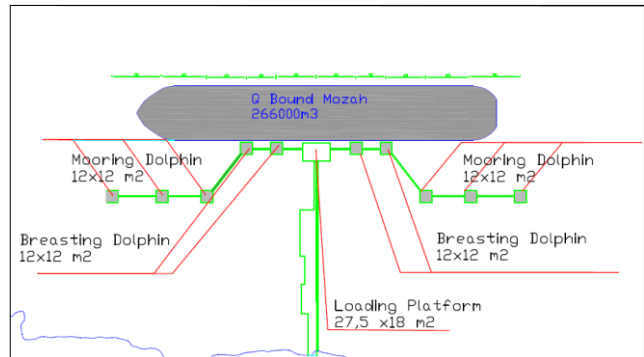 Q Bound Mozah
266000m3
Mooring Dolphin
12x12 m2
Mooring Dolphin
12x12 m2
Breasting Dolphin
12x12 m2
Breasting Dolphin
12x12 m2
Loading Platform
27,5 x18 m2